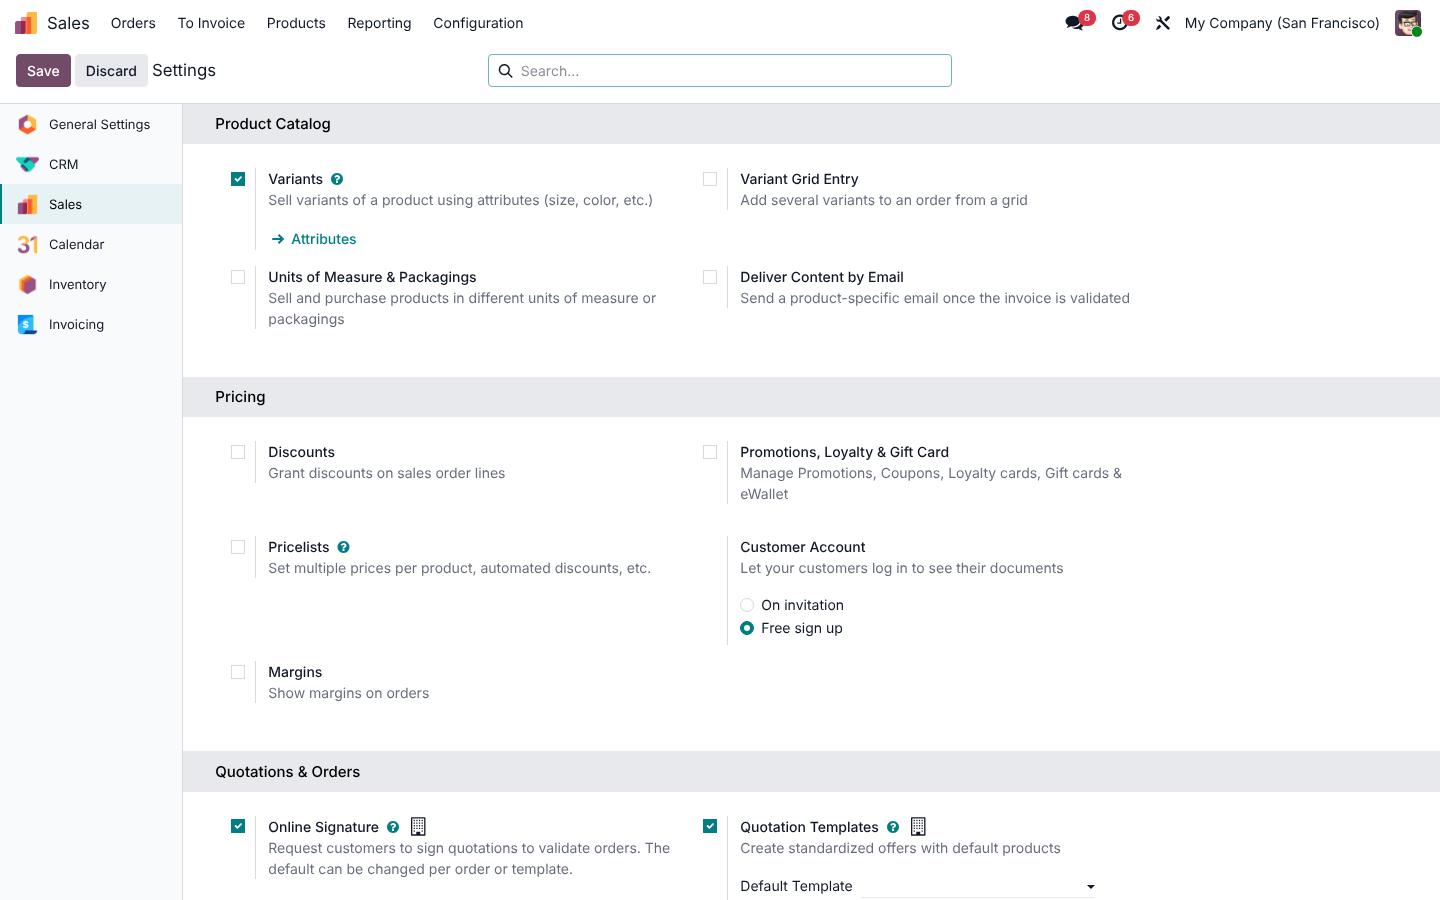 Sales
Orders
To Invoice
Products
Reporting
Configuration
8
6
My Company (San Francisco)
Save
Discard
Settings
Search...
General Settings
CRM
Sales
31 Calendar
Inventory
$ Invoicing
Product Catalog
Variants ?
Sell variants of a product using attributes (size, color, etc.)
Attributes
Variant Grid Entry
Add several variants to an order from a grid
Units of Measure & Packagings
Sell and purchase products in different units of measure or
packagings
Deliver Content by Email
Send a product-specific email once the invoice is validated
Pricing
Discounts
Grant discounts on sales order lines
Promotions, Loyalty & Gift Card
Manage Promotions, Coupons, Loyalty cards, Gift cards &
eWallet
Pricelists ?
Set multiple prices per product, automated discounts, etc.
Customer Account
Let your customers log in to see their documents
On invitation
Free sign up
Margins
Show margins on orders
Quotations & Orders
Online Signature ?
Request customers to sign quotations to validate orders. The
default can be changed per order or template.
Quotation Templates ?
Create standardized offers with default products
Default Template